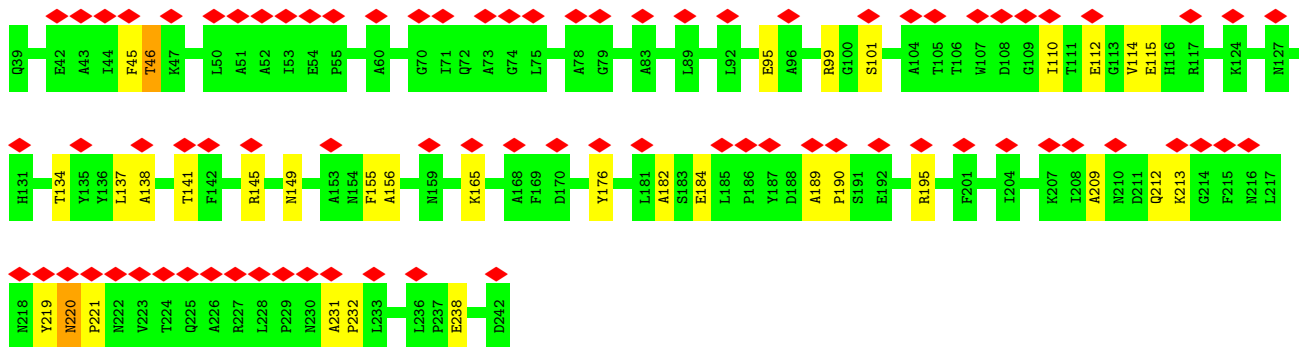 Q39 E42 A43 I44 F45 T46 K47 L50 A51 A52 I53 E54 P55 A60 G70 I71 Q72 A73 G74 L75 A78 G79 A83 L89 L92 E95 A96 R99 G100 S101 A104 T105 T106 W107 D108 G109 I110 T111 E112 G113 V114 E115 H116 R117 K124 N127
H131 T134 Y135 Y136 L137 A138 T141 F142 R145 N149 A153 N154 F155 A156 N159 K165 A168 F169 D170 Y176 L181 A182 S183 E184 L185 P186 Y187 D188 A189 P190 S191 E192 R195 F201 I204 K207 I208 A209 N210 D211 Q212 K213 G214 F215 N216 L217
N218 Y219 N220 P221 N222 V223 T224 Q225 A226 R227 L228 P229 N230 A231 P232 L233 L236 P237 E238 D242